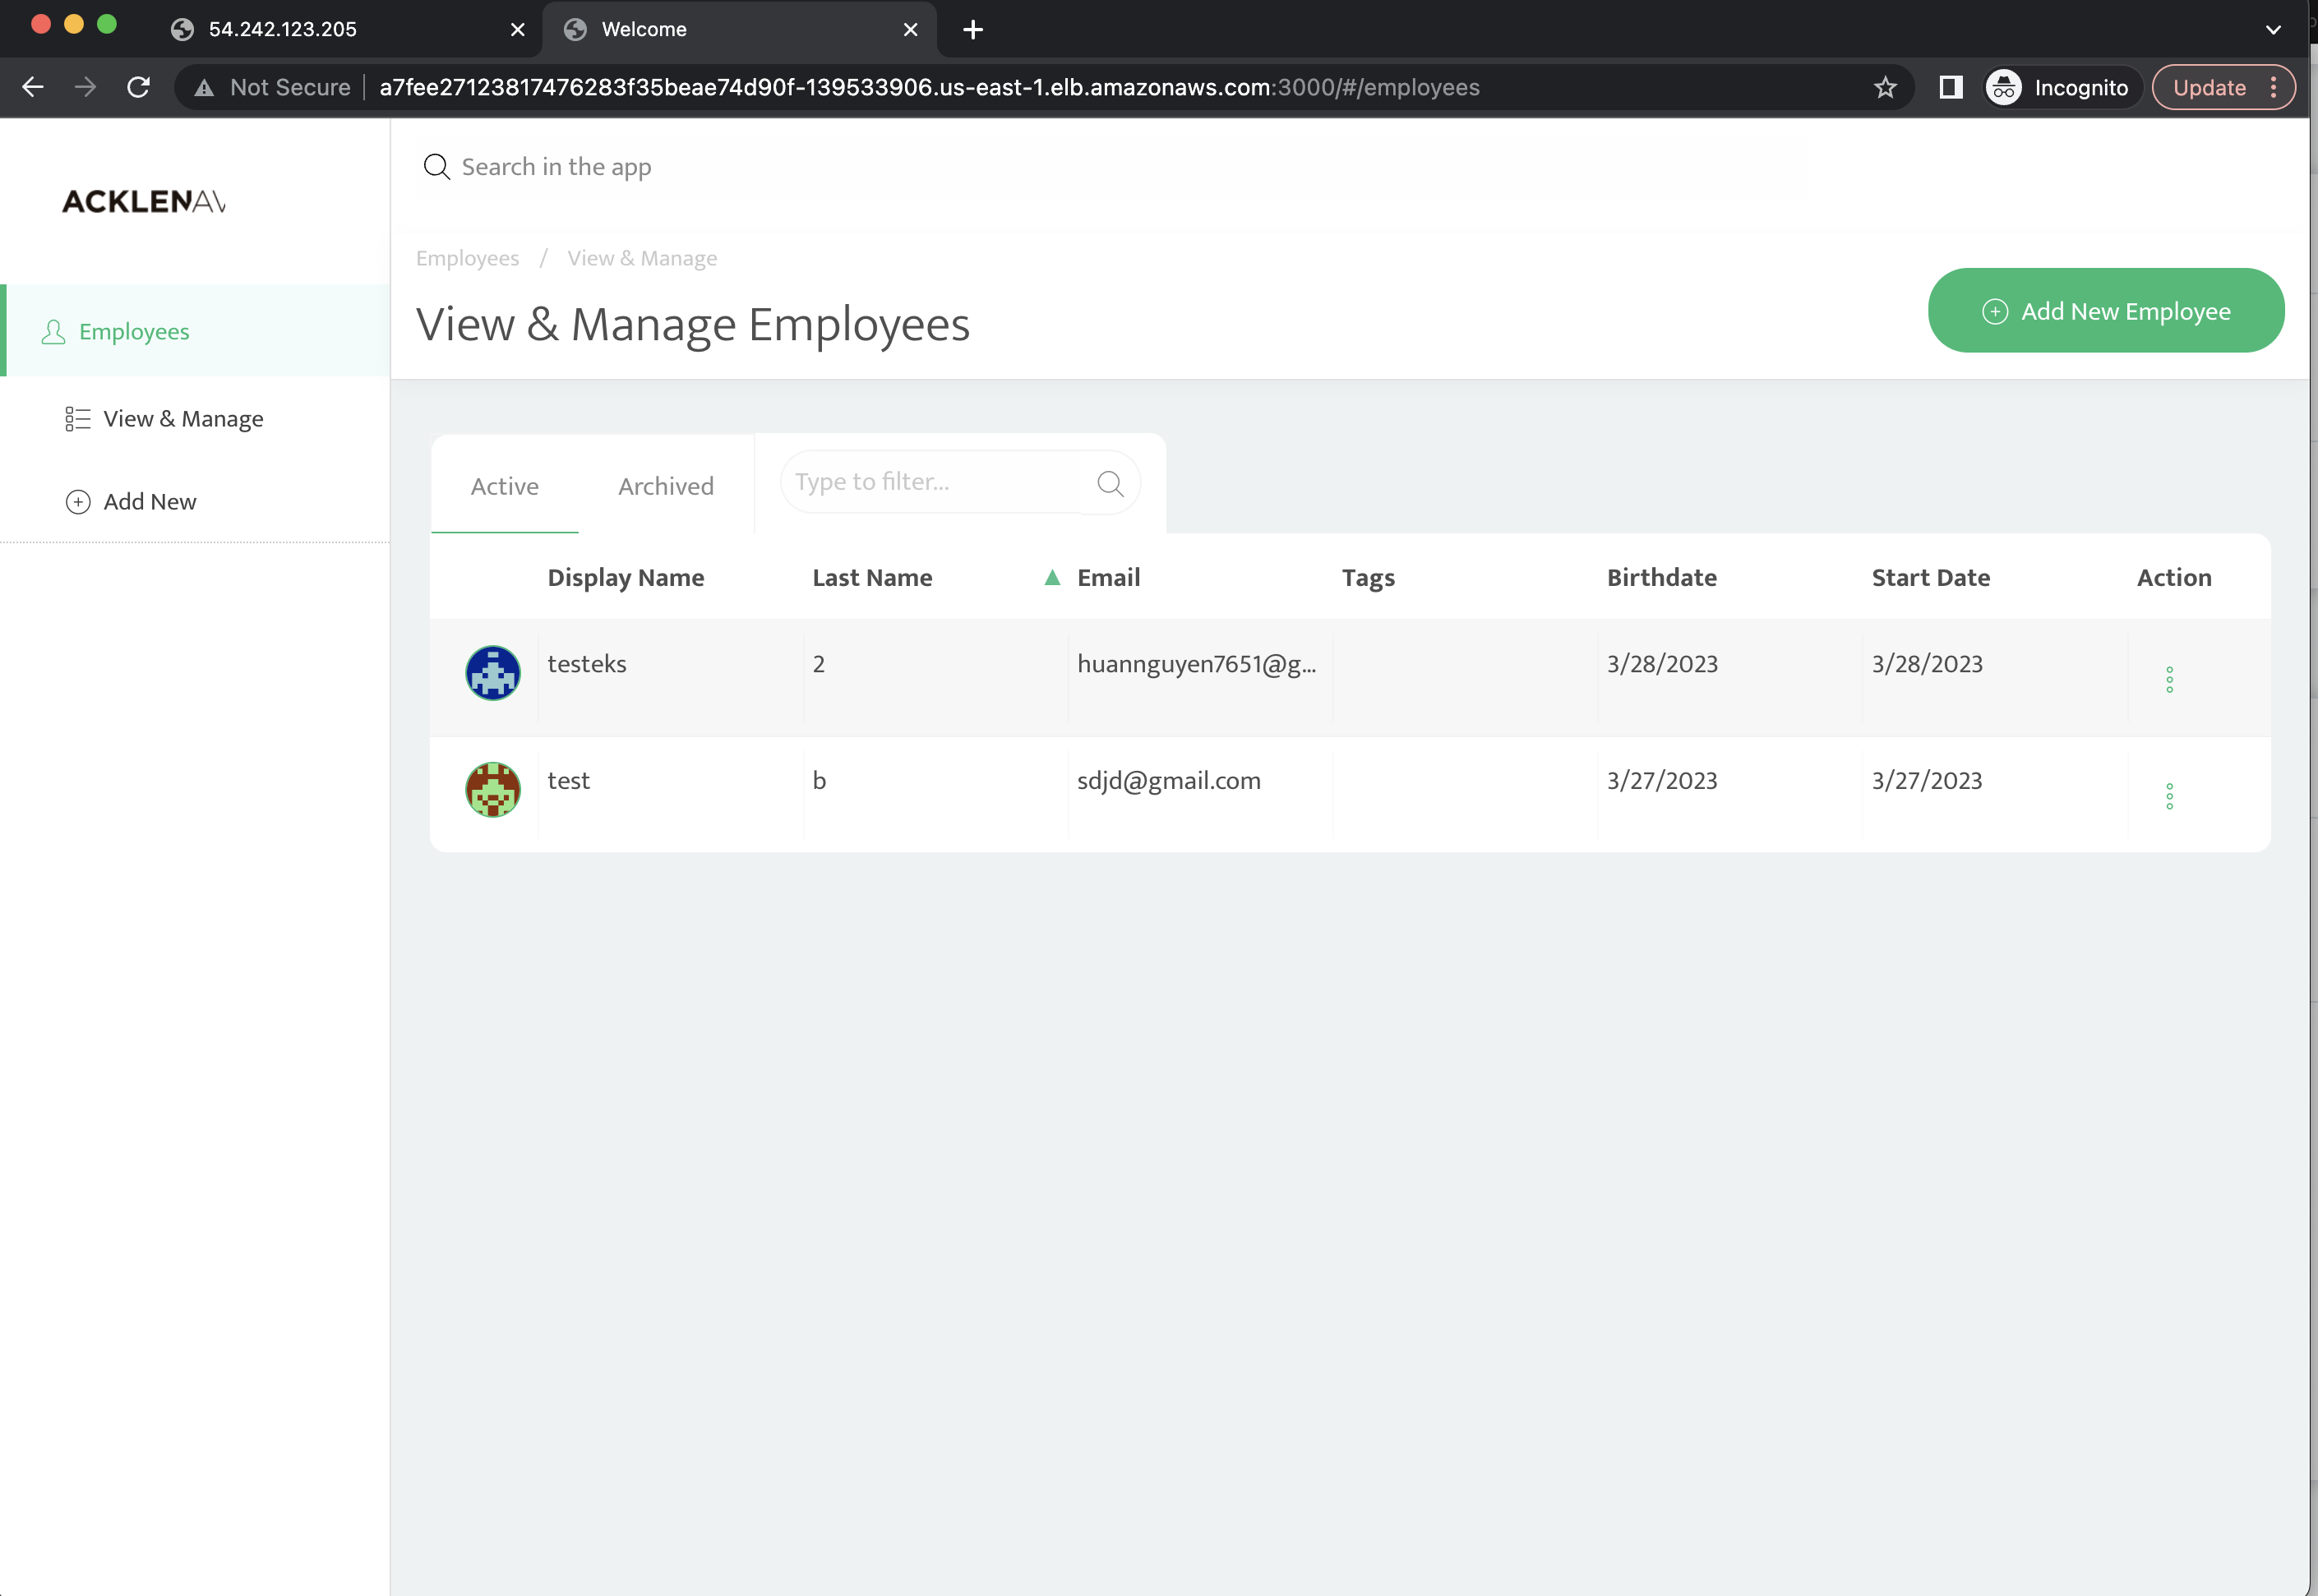 54.242.123.205
Welcome
Not Secure
a7fee27123817476283f35beae74d90f-139533906.us-east-1.elb.amazonaws.com:3000/#/employees
Incognito
Update
ACKLENAV
Search in the app
Employees / View & Manage
View & Manage Employees
Add New Employee
Employees
View & Manage
Add New
Active Archived Type to filter...
Display Name Last Name Email Tags Birthdate Start Date Action
testeks 2 huannguyen7651@g... 3/28/2023 3/28/2023
test b sdjd@gmail.com 3/27/2023 3/27/2023